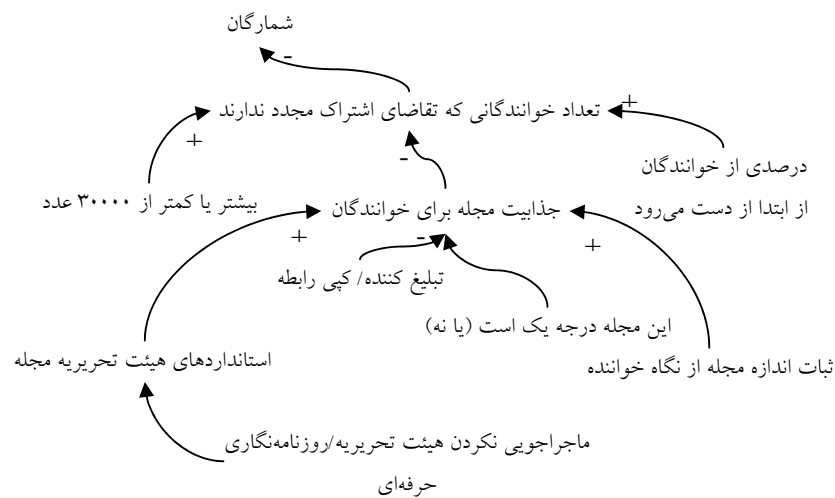 شمارگان
-
تعداد خوانندگانی که تقاضای اشتراک مجدد ندارند
+
+
درصدی از خوانندگان
از ابتدا از دست می‌رود
-
بیشتر یا کمتر از ۳۰۰۰۰ عدد
جذابیت مجله برای خوانندگان
+
-
+
تبلیغ کننده/ کپی رابطه
این مجله درجه یک است (یا نه)
استانداردهای هیئت تحریریه مجله
ثبات اندازه مجله از نگاه خواننده
ماجراجویی نکردن هیئت تحریریه/روزنامه‌نگاری
حرفه‌ای